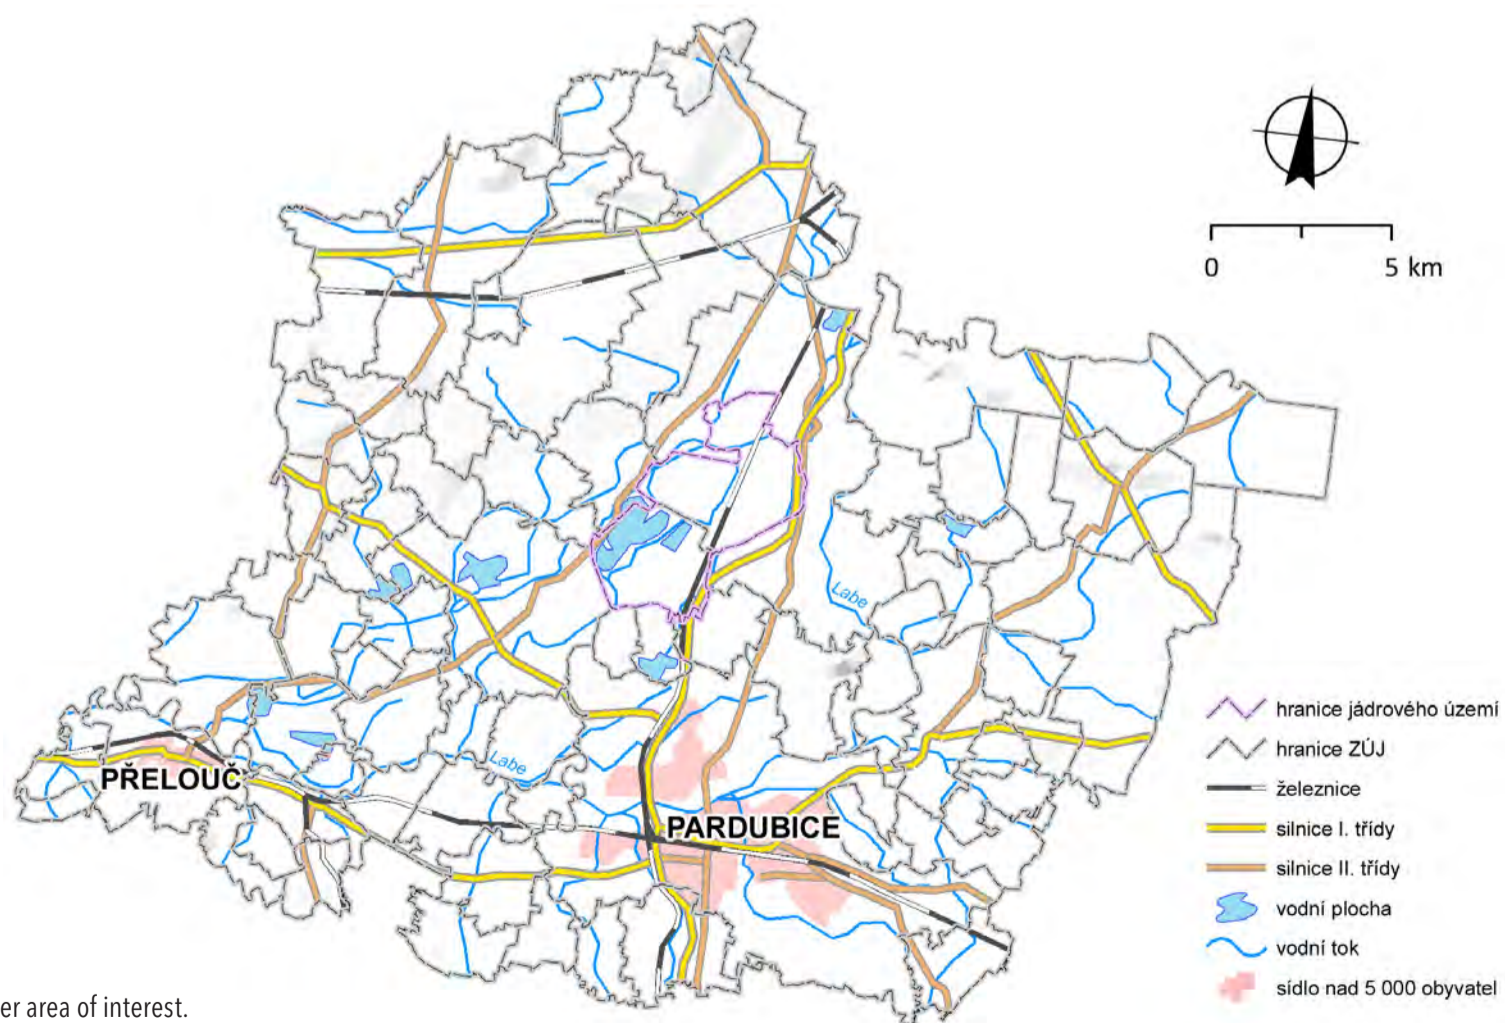 0 5 km
Labe
hranice jádrového území
hranice ZÚJ
PŘELOUČ
Labe
železnice
PARDUBICE
silnice I. třídy
silnice II. třídy
vodní plocha
vodní tok
sídlo nad 5 000 obyvatel
er area of interest.